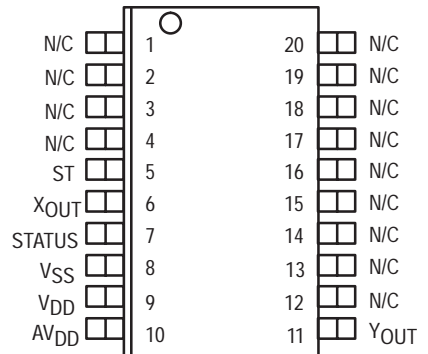 N/C 1 20 N/C
N/C 2 19 N/C
N/C 3 18 N/C
N/C 4 17 N/C
ST 5 16 N/C
XOUT 6 15 N/C
STATUS 7 14 N/C
VSS 8 13 N/C
VDD 9 12 N/C
AVDD 10 11 YOUT